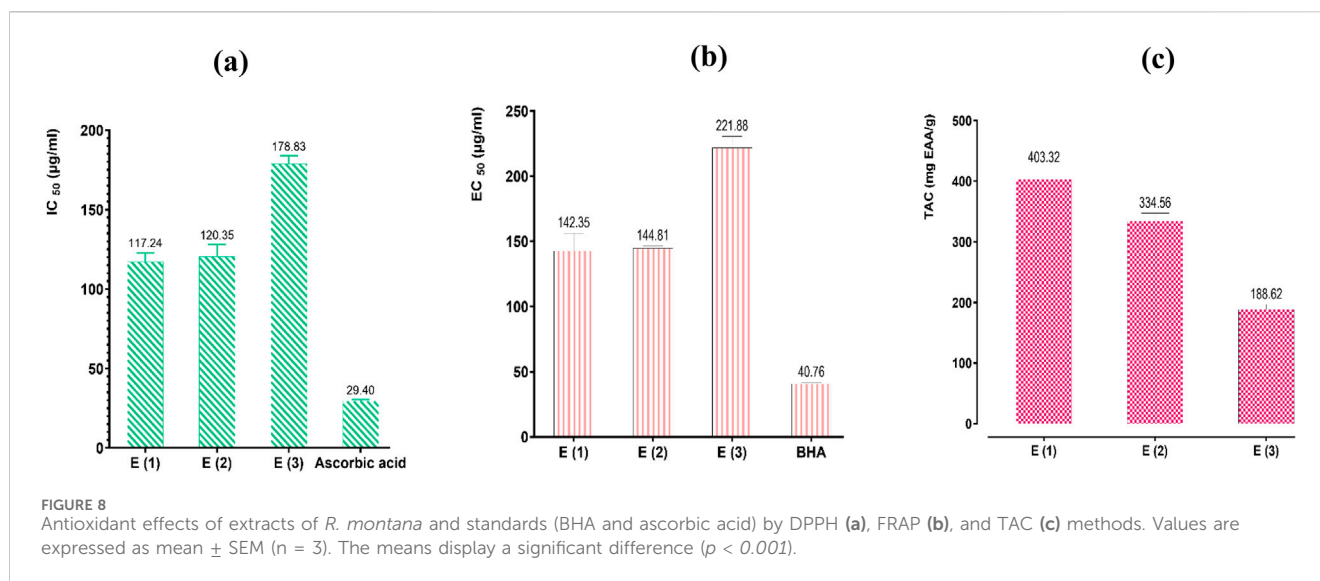 (a)
IC 50 (µg/ml)
200
150
100
50
0
117.24
120.35
178.83
29.40
E (1)
E (2)
E (3)
Ascorbic acid
(b)
EC 50 (µg/ml)
250
200
150
100
50
0
142.35
144.81
221.88
40.76
E (1)
E (2)
E (3)
BHA
(c)
TAC (mg EAA/g)
500
400
300
200
100
0
403.32
334.56
188.62
E (1)
E (2)
E (3)
FIGURE 8
Antioxidant effects of extracts of R. montana and standards (BHA and ascorbic acid) by DPPH (a), FRAP (b), and TAC (c) methods. Values are
expressed as mean ± SEM (n = 3). The means display a significant difference (p < 0.001).